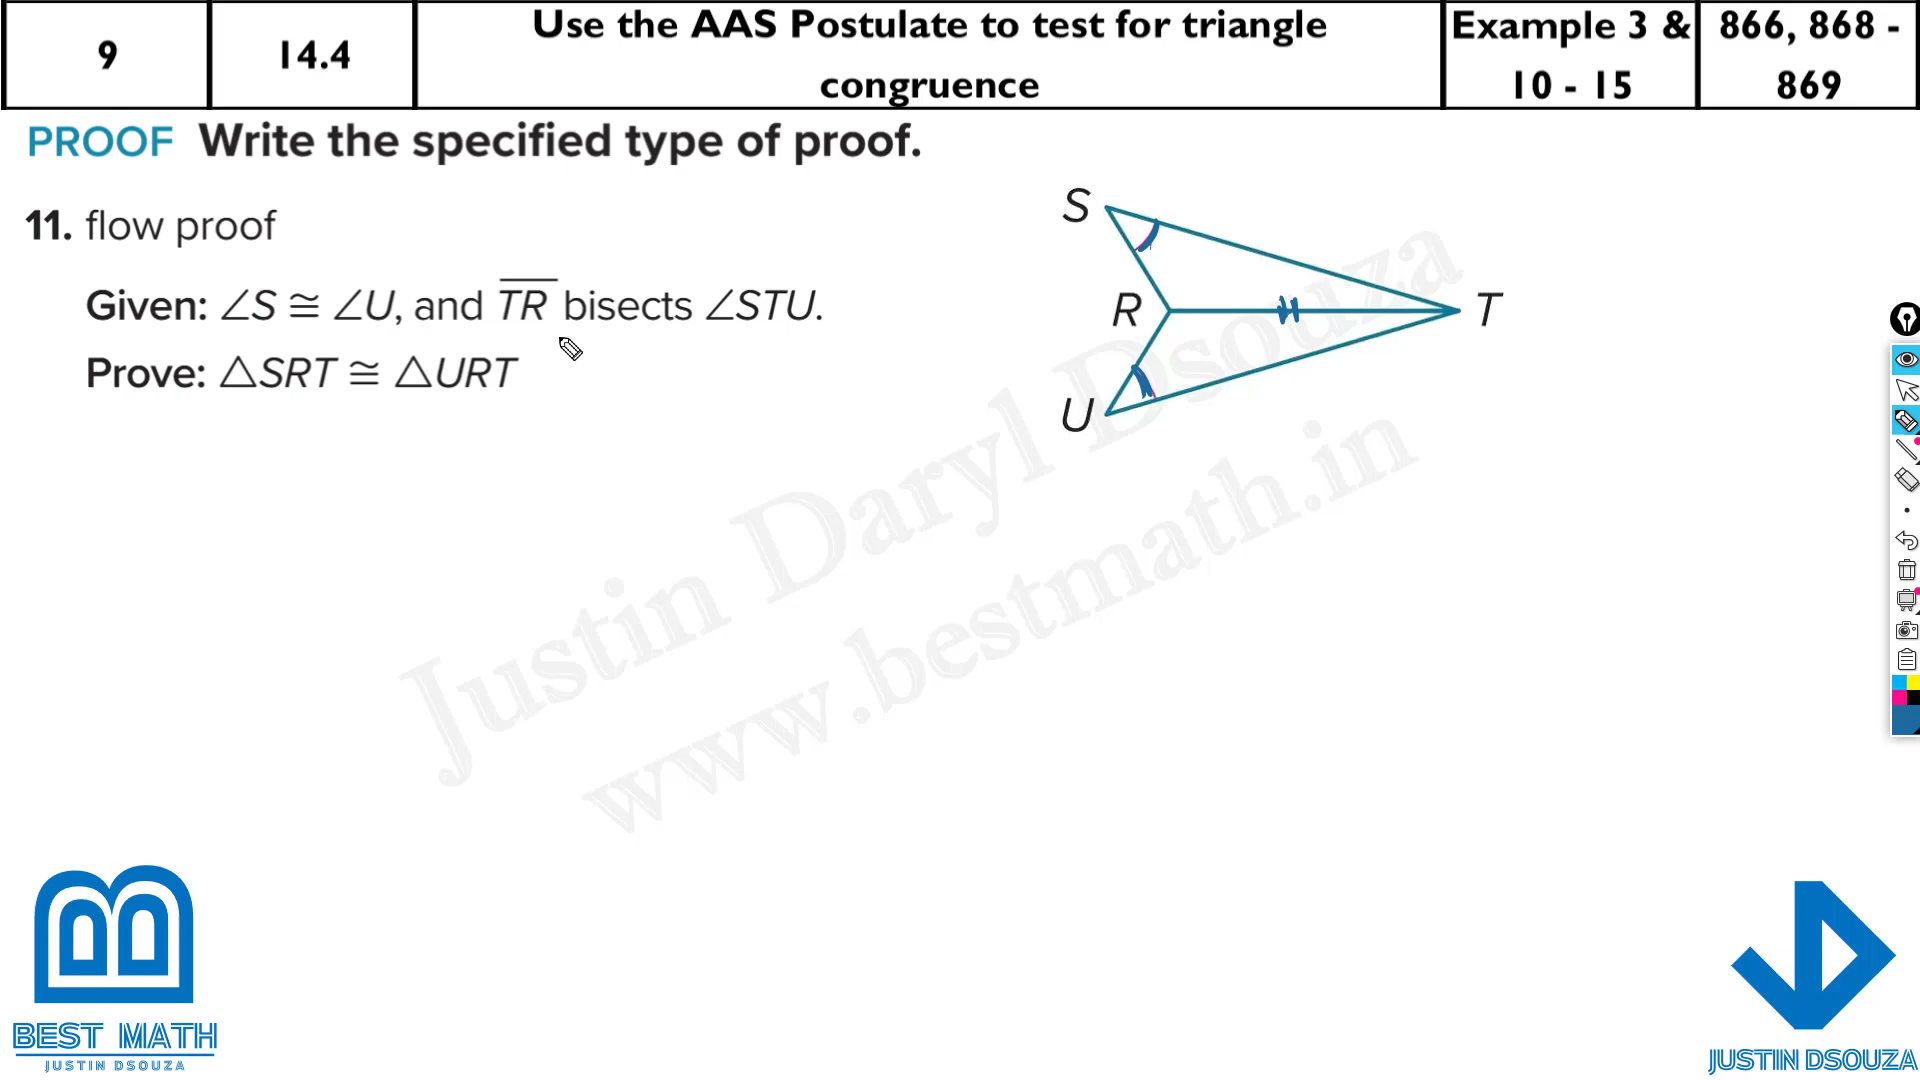 9
14.4
Use the AAS Postulate to test for triangle
congruence
Example 3 &
10 - 15
866, 868 -
869
PROOF Write the specified type of proof.
11. flow proof
Given: ∠S ≅ ∠U, and T͞R͞ bisects ∠STU.
Prove: △SRT ≅ △URT
S
R
T
U
Justin Daryl Dsouza
www.bestmath.in
BEST MATH
JUSTIN DSOUZA
JUSTIN DSOUZA